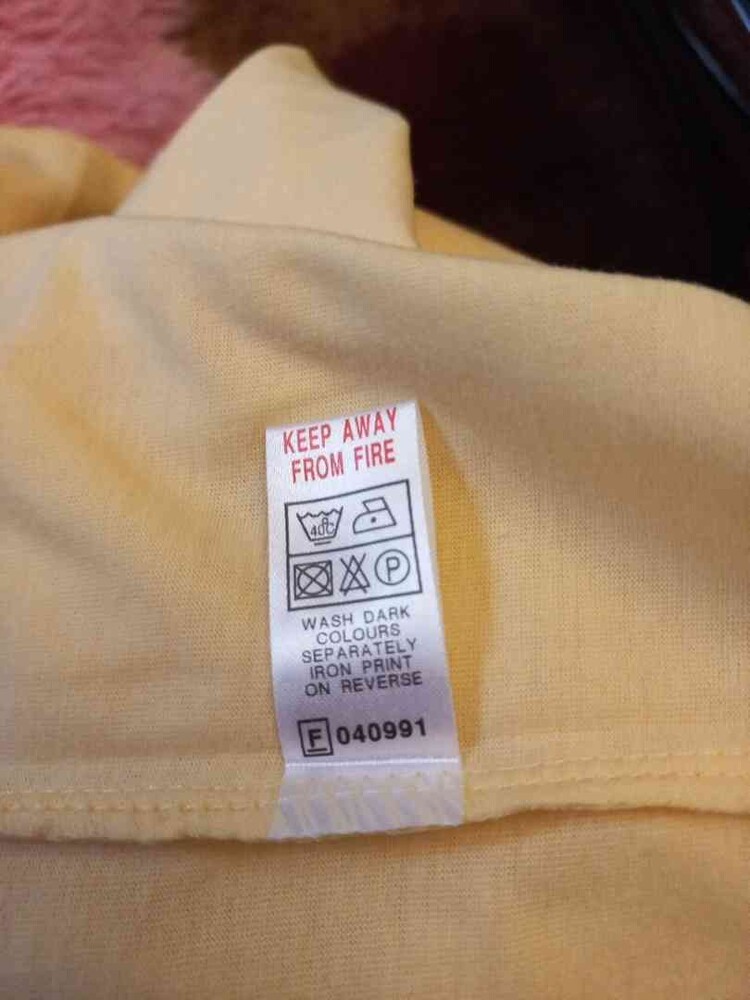 KEEP AWAY
FROM FIRE
40°C
P
WASH DARK
COLOURS
SEPARATELY
IRON PRINT
ON REVERSE
F 040991